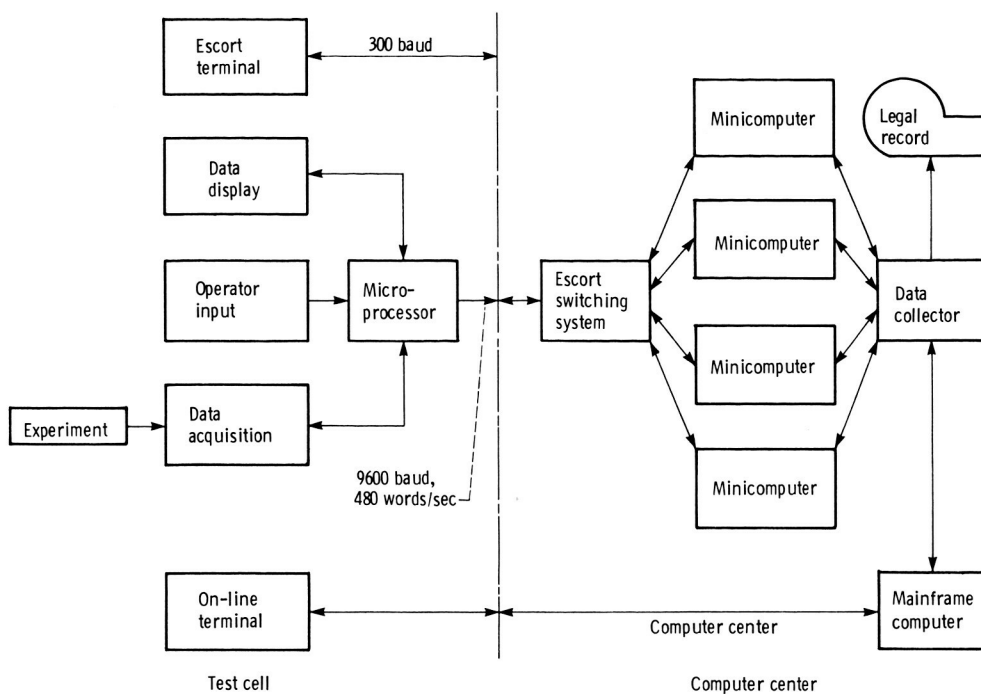 Escort
terminal
300 baud
Data
display
Operator
input
Micro-
processor
Experiment
Data
acquisition
9600 baud,
480 words/sec
On-line
terminal
Test cell
Escort
switching
system
Minicomputer
Minicomputer
Minicomputer
Minicomputer
Legal
record
Data
collector
Mainframe
computer
Computer center
Computer center